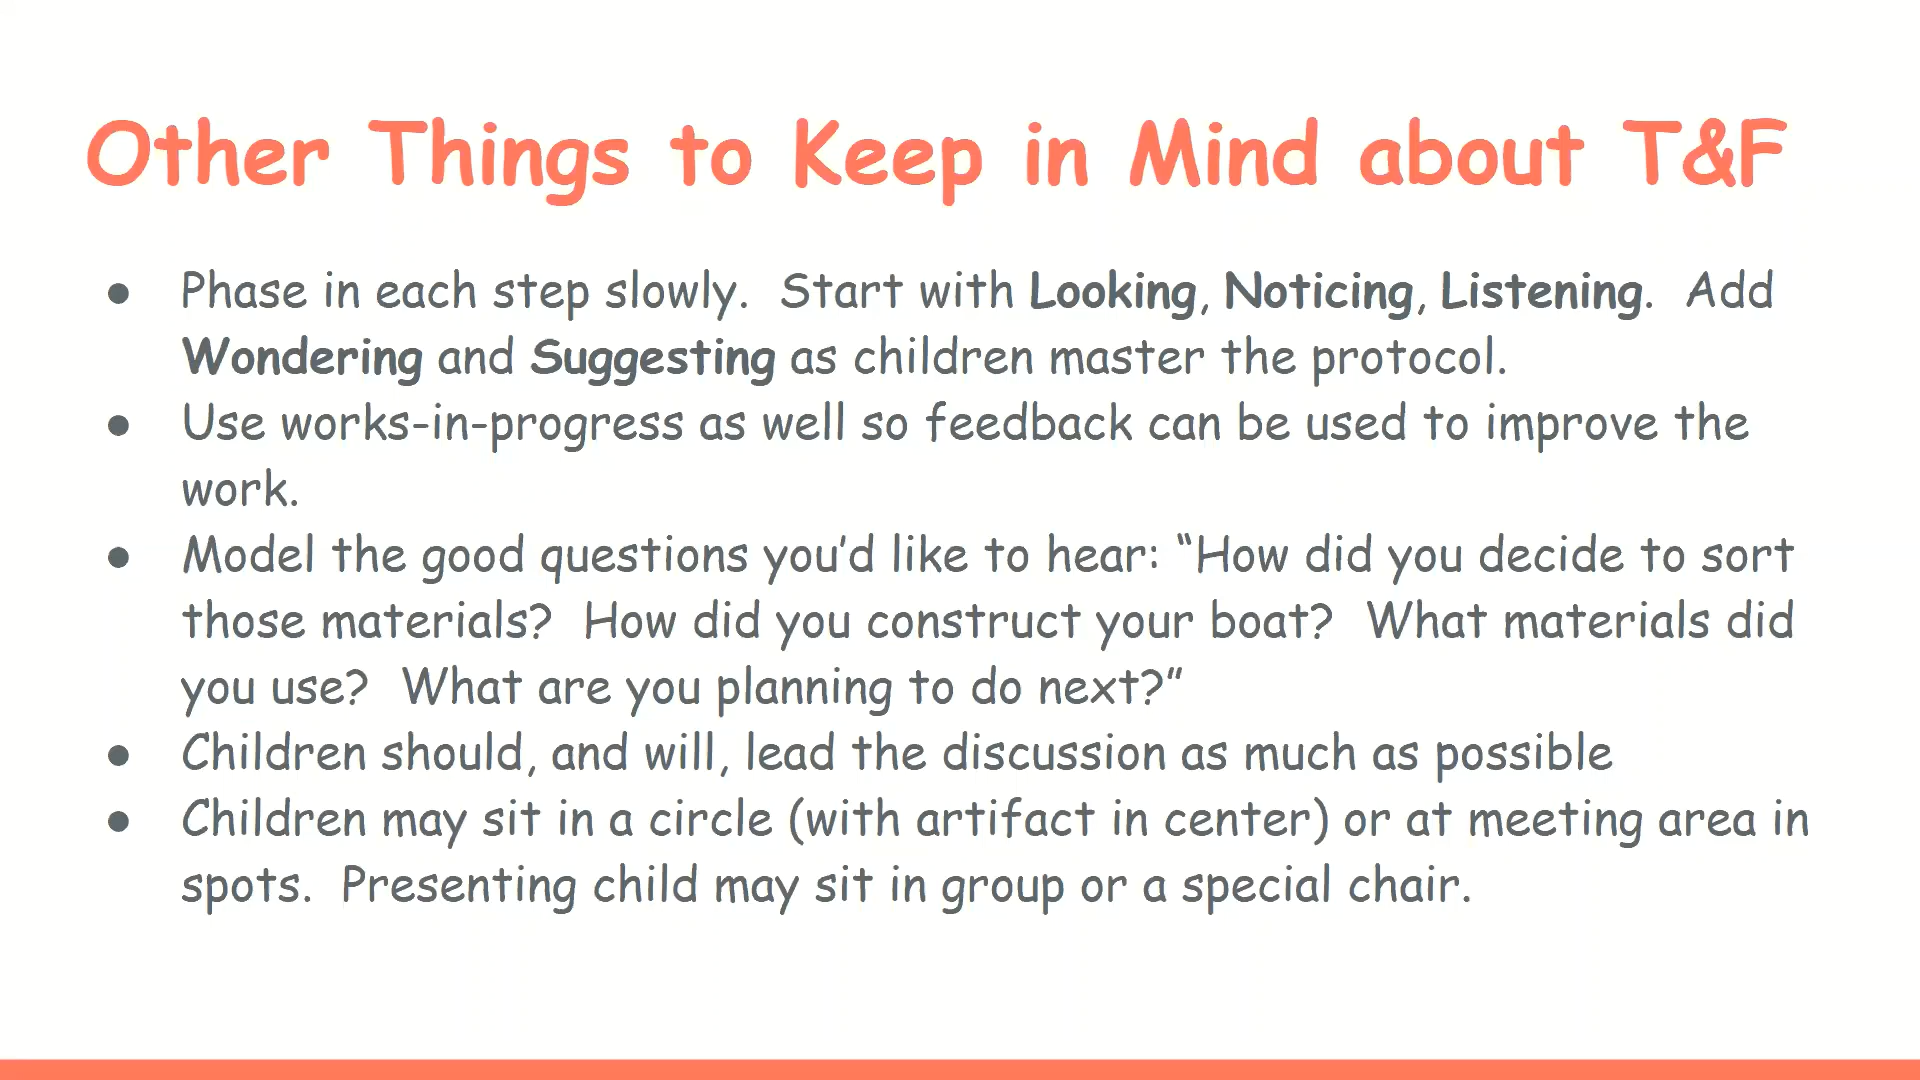 Other Things to Keep in Mind about T&F
● Phase in each step slowly.  Start with Looking, Noticing, Listening.  Add
Wondering and Suggesting as children master the protocol.
● Use works-in-progress as well so feedback can be used to improve the
work.
● Model the good questions you’d like to hear: “How did you decide to sort
those materials?  How did you construct your boat?  What materials did
you use?  What are you planning to do next?”
● Children should, and will, lead the discussion as much as possible
● Children may sit in a circle (with artifact in center) or at meeting area in
spots.  Presenting child may sit in group or a special chair.